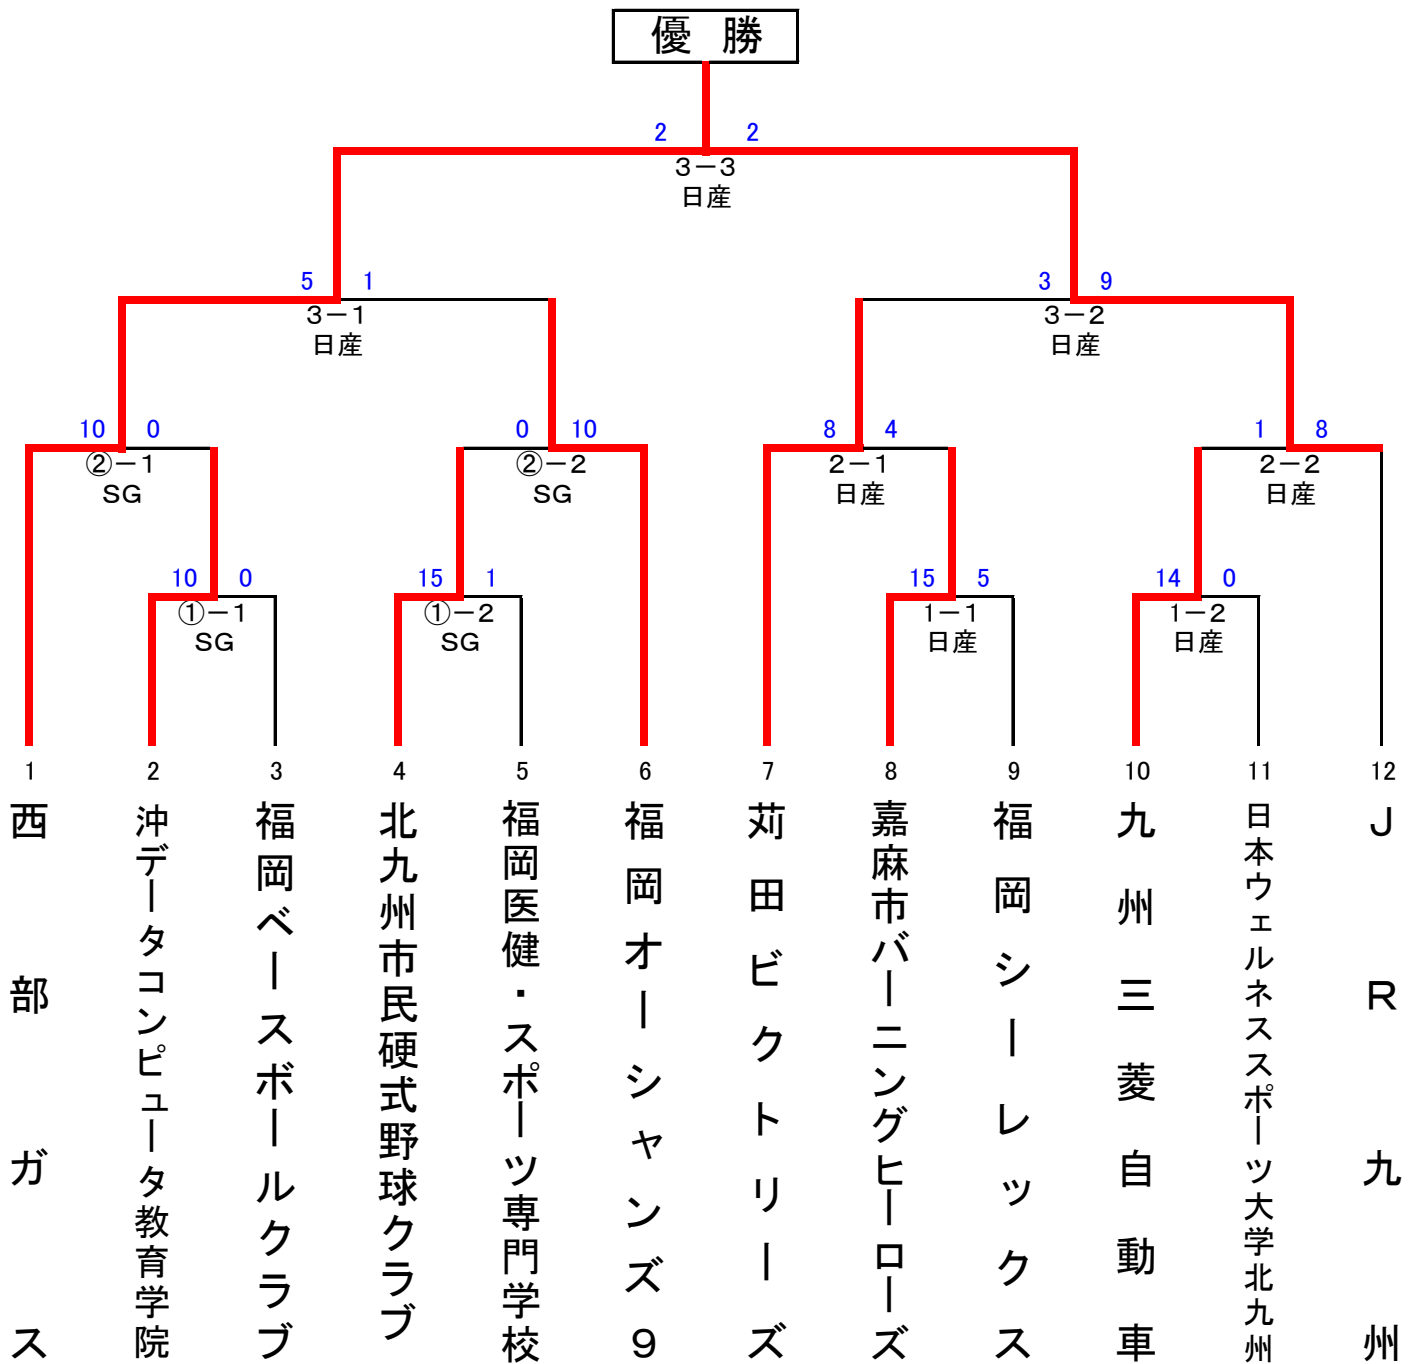 優 勝
2 2
3－3
日産
5 1
3－1
日産
3 9
3－2
日産
10 0
②－1
SG
0 10
②－2
SG
8 4
2－1
日産
1 8
2－2
日産
10 0
①－1
SG
15 1
①－2
SG
15 5
1－1
日産
14 0
1－2
日産
1
2
3
4
5
6
7
8
9
10
11
12
西部ガス
沖データコンピュータ教育学院
福岡ベースボールクラブ
北九州市民硬式野球クラブ
福岡医健・スポーツ専門学校
福岡オーシャンズ９
苅田ビクトリーズ
嘉麻市バーニングヒーローズ
福岡シーレックス
九州三菱自動車
日本ウェルネススポーツ大学北九州
ＪＲ九州